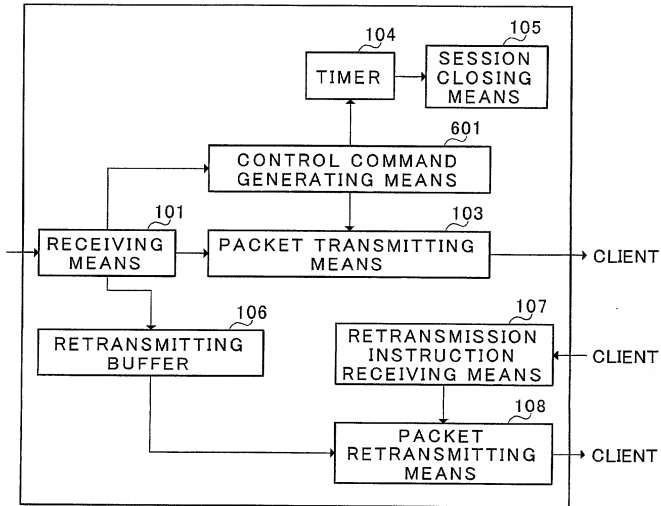 104
TIMER
105
SESSION
CLOSING
MEANS
601
CONTROL COMMAND
GENERATING MEANS
101
RECEIVING
MEANS
103
PACKET TRANSMITTING
MEANS
CLIENT
106
RETRANSMITTING
BUFFER
107
RETRANSMISSION
INSTRUCTION
RECEIVING MEANS
CLIENT
108
PACKET
RETRANSMITTING
MEANS
CLIENT